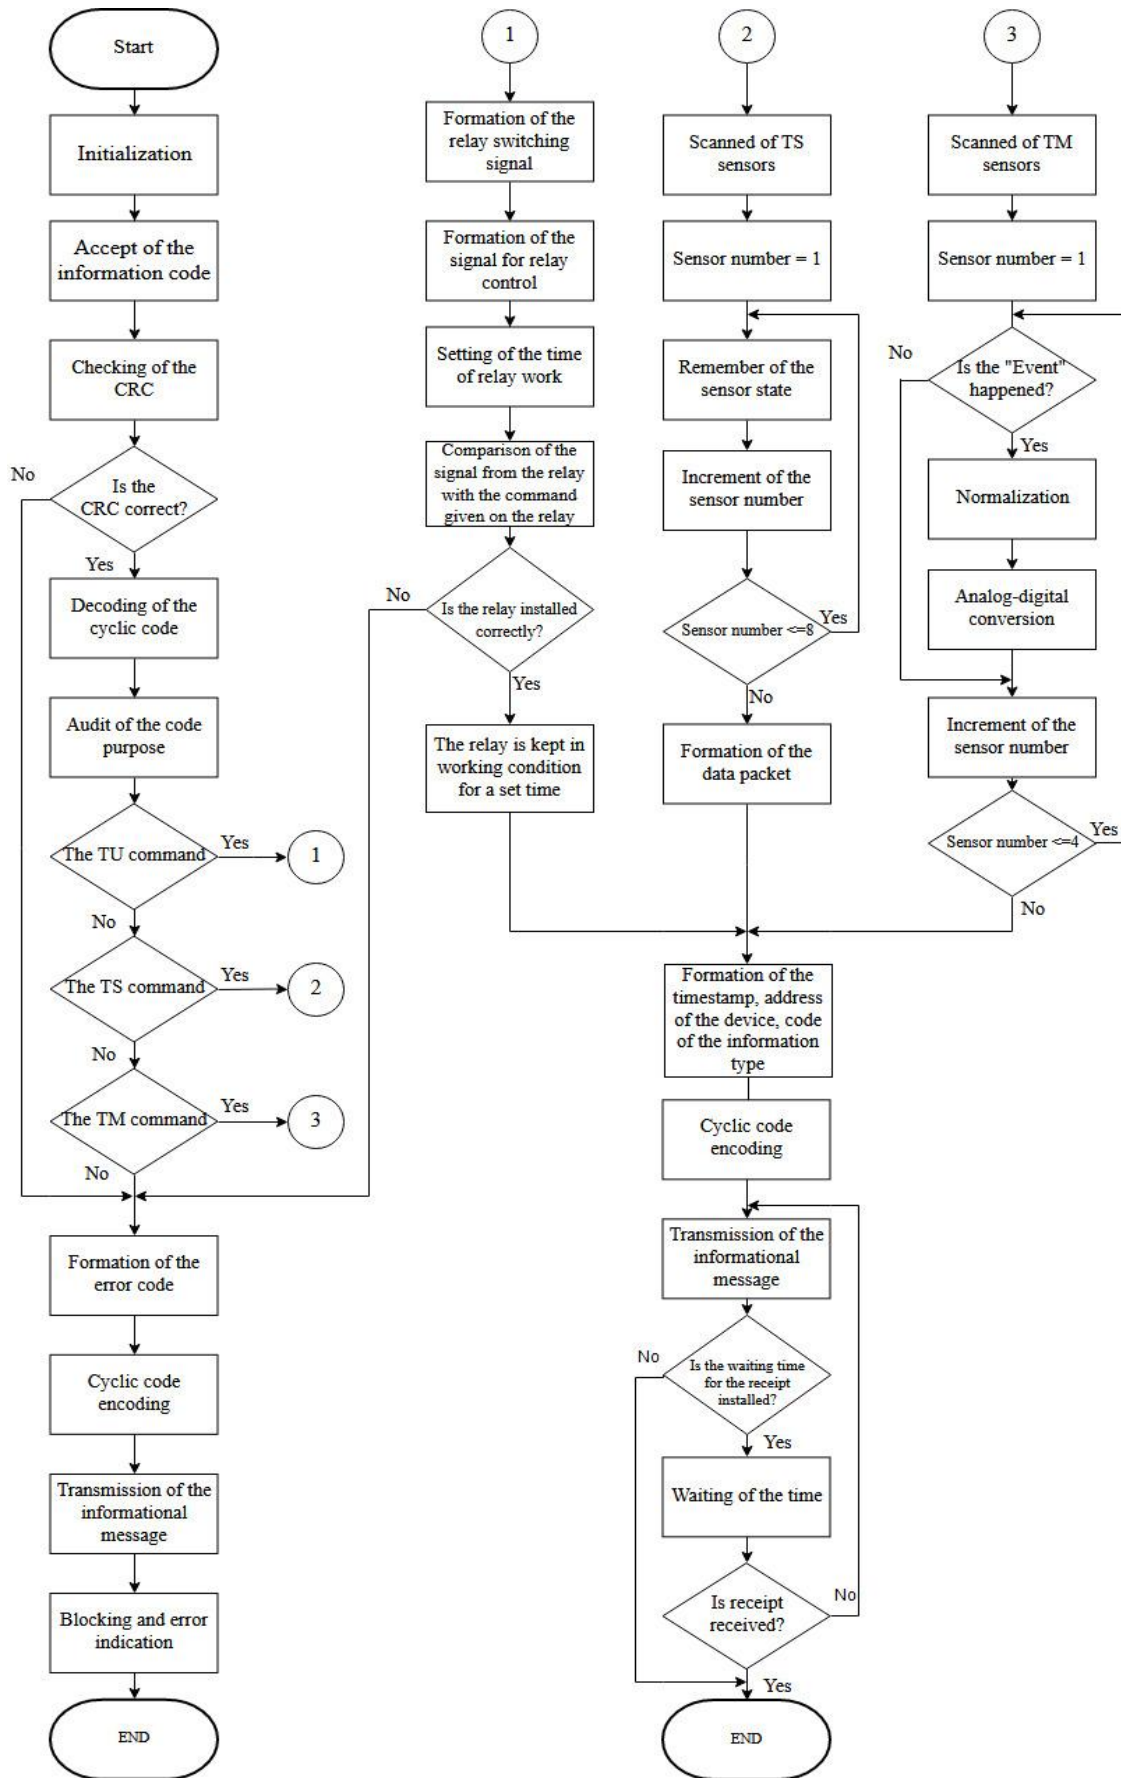 Start
Initialization
Accept of the
information code
Checking of the
CRC
No
Is the
CRC correct?
Yes
Decoding of the
cyclic code
Audit of the code
purpose
The TU command
Yes
1
No
The TS command
Yes
2
No
The TM command
Yes
3
No
Formation of the
error code
Cyclic code
encoding
Transmission of the
informational
message
Blocking and error
indication
END
1
Formation of the
relay switching
signal
Formation of the
signal for relay
control
Setting of the time
of relay work
Comparison of the
signal from the relay
with the command
given on the relay
No
Is the relay installed
correctly?
Yes
The relay is kept in
working condition
for a set time
2
Scanned of TS
sensors
Sensor number = 1
Remember of the
sensor state
Increment of the
sensor number
Sensor number <=8
Yes
No
Formation of the
data packet
3
Scanned of TM
sensors
Sensor number = 1
No
Is the "Event"
happened?
Yes
Normalization
Analog-digital
conversion
Increment of the
sensor number
Sensor number <=4
Yes
No
Formation of the
timestamp, address
of the device, code
of the information
type
Cyclic code
encoding
Transmission of the
informational
message
No
Is the waiting time
for the receipt
installed?
Yes
Waiting of the time
Is receipt
received?
No
Yes
END